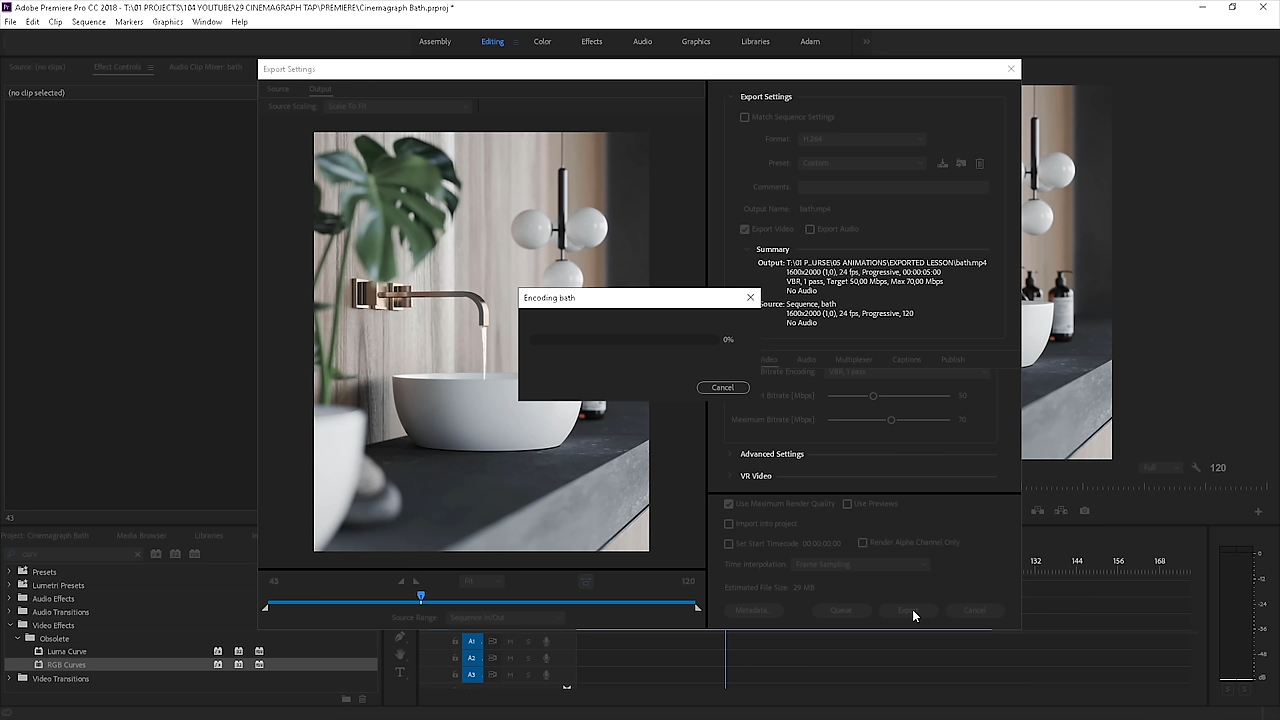 Adobe Premiere Pro CC 2018 - T:\01 PROJECTS\104 YOUTUBE\29 CINEMAGRAPH TAP\PREMIERE\Cinemagraph Bath.prproj *
File Edit Clip Sequence Markers Graphics Window Help
Assembly Editing Color Effects Audio Graphics Libraries Adam
Source: (no clips) Effect Controls Audio Clip Mixer: bath
(no clip selected)
Export Settings
Source Output
Source Scaling: Scale To Fit
Export Settings
Match Sequence Settings
Format: H.264
Preset: Custom
Comments:
Output Name: bath.mp4
Export Video Export Audio
Summary
Output: T:\01 P_URSE\05 ANIMATIONS\EXPORTED LESSON\bath.mp4
1600x2000 (1,0), 24 fps, Progressive, 00:00:05:00
VBR, 1 pass, Target 50,00 Mbps, Max 70,00 Mbps
No Audio
Source: Sequence, bath
1600x2000 (1,0), 24 fps, Progressive, 120
No Audio
Encoding bath
0%
Cancel
Video Audio Multiplexer Captions Publish
Bitrate Encoding: VBR, 1 pass
t Bitrate [Mbps] 50
Maximum Bitrate [Mbps] 70
Advanced Settings
VR Video
Full 120
Use Maximum Render Quality Use Previews
Import into project
Set Start Timecode 00:00:00:00 Render Alpha Channel Only
Time Interpolation: Frame Sampling
Estimated File Size: 29 MB
Metadata... Queue Export Cancel
43 Fit 120
Source Range: Sequence In/Out
43
Project: Cinemagraph Bath Media Browser Libraries In
curv
Presets
Lumetri Presets
Audio Effects
Audio Transitions
Video Effects
Obsolete
Luma Curve
RGB Curves
Video Transitions
132 144 156 168
A1 M S
A2 M S
A3 M S
0
-12
-24
-36
-48
dB
S S